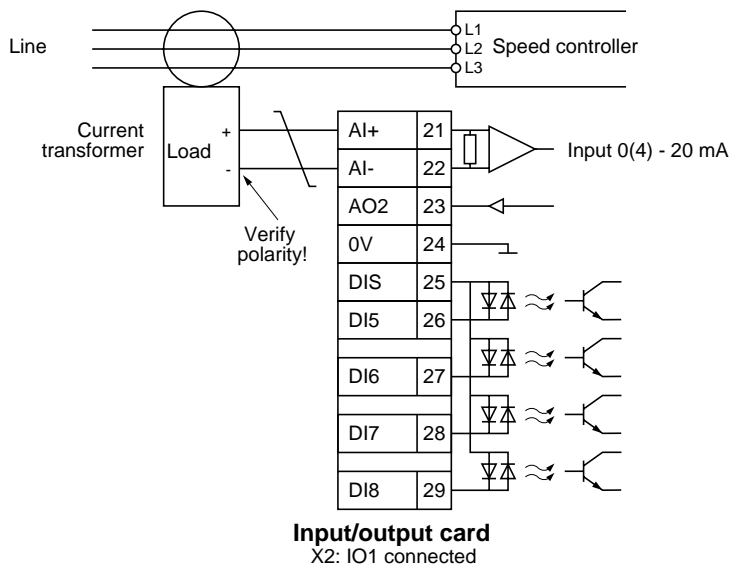 Line
L1
L2
L3
Speed controller
Current
transformer
Load
+
-
Verify
polarity!
AI+ 21
AI- 22
AO2 23
0V 24
DIS 25
DI5 26
DI6 27
DI7 28
DI8 29
Input 0(4) - 20 mA
Input/output card
X2: IO1 connected